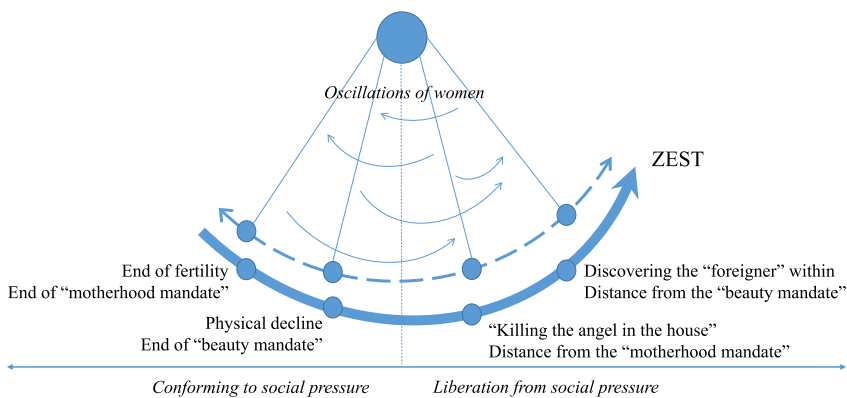 Oscillations of women
ZEST
End of fertility
End of “motherhood mandate”
Discovering the “foreigner” within
Distance from the “beauty mandate”
Physical decline
End of “beauty mandate”
“Killing the angel in the house”
Distance from the “motherhood mandate”
Conforming to social pressure
Liberation from social pressure